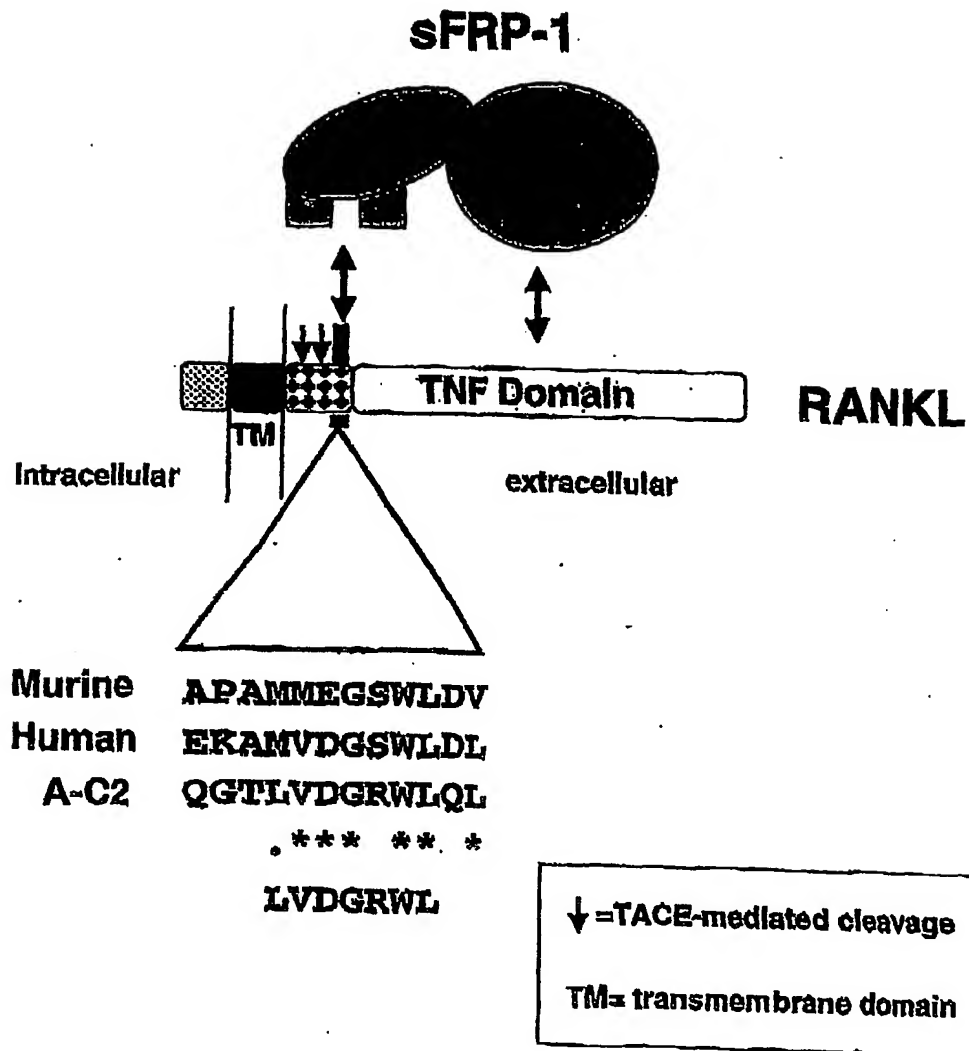 sFRP-1
TNF Domain
RANKL
TM
Intracellular
extracellular
Murine APAMMEGSWLDV
Human EKAMVDGSWLDL
A-C2 QGTLVDGRWLQL
.*** ** *
LVDGRWL
↓=TACE-mediated cleavage
TM= transmembrane domain